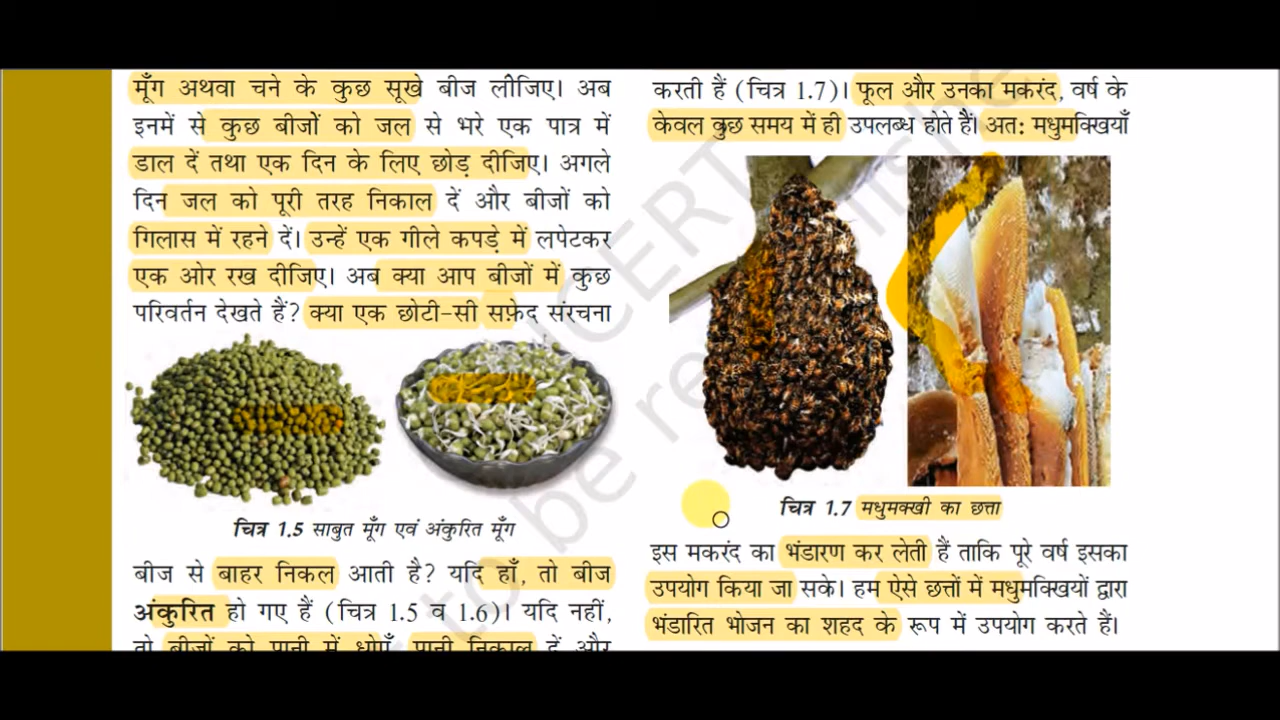 मूँग अथवा चने के कुछ सूखे बीज लीजिए। अब
इनमें से कुछ बीजों को जल से भरे एक पात्र में
डाल दें तथा एक दिन के लिए छोड़ दीजिए। अगले
दिन जल को पूरी तरह निकाल दें और बीजों को
गिलास में रहने दें। उन्हें एक गीले कपड़े में लपेटकर
एक ओर रख दीजिए। अब क्या आप बीजों में कुछ
परिवर्तन देखते हैं? क्या एक छोटी-सी सफ़ेद संरचना
चित्र 1.5 साबुत मूँग एवं अंकुरित मूँग
बीज से बाहर निकल आती है? यदि हाँ, तो बीज
अंकुरित हो गए हैं (चित्र 1.5 व 1.6)। यदि नहीं,
तो बीजों को पानी में धोएँ, पानी निकाल दें और
करती हैं (चित्र 1.7)। फूल और उनका मकरंद, वर्ष के
केवल कुछ समय में ही उपलब्ध होते हैं। अतः मधुमक्खियाँ
चित्र 1.7 मधुमक्खी का छत्ता
इस मकरंद का भंडारण कर लेती हैं ताकि पूरे वर्ष इसका
उपयोग किया जा सके। हम ऐसे छत्तों में मधुमक्खियों द्वारा
भंडारित भोजन का शहद के रूप में उपयोग करते हैं।